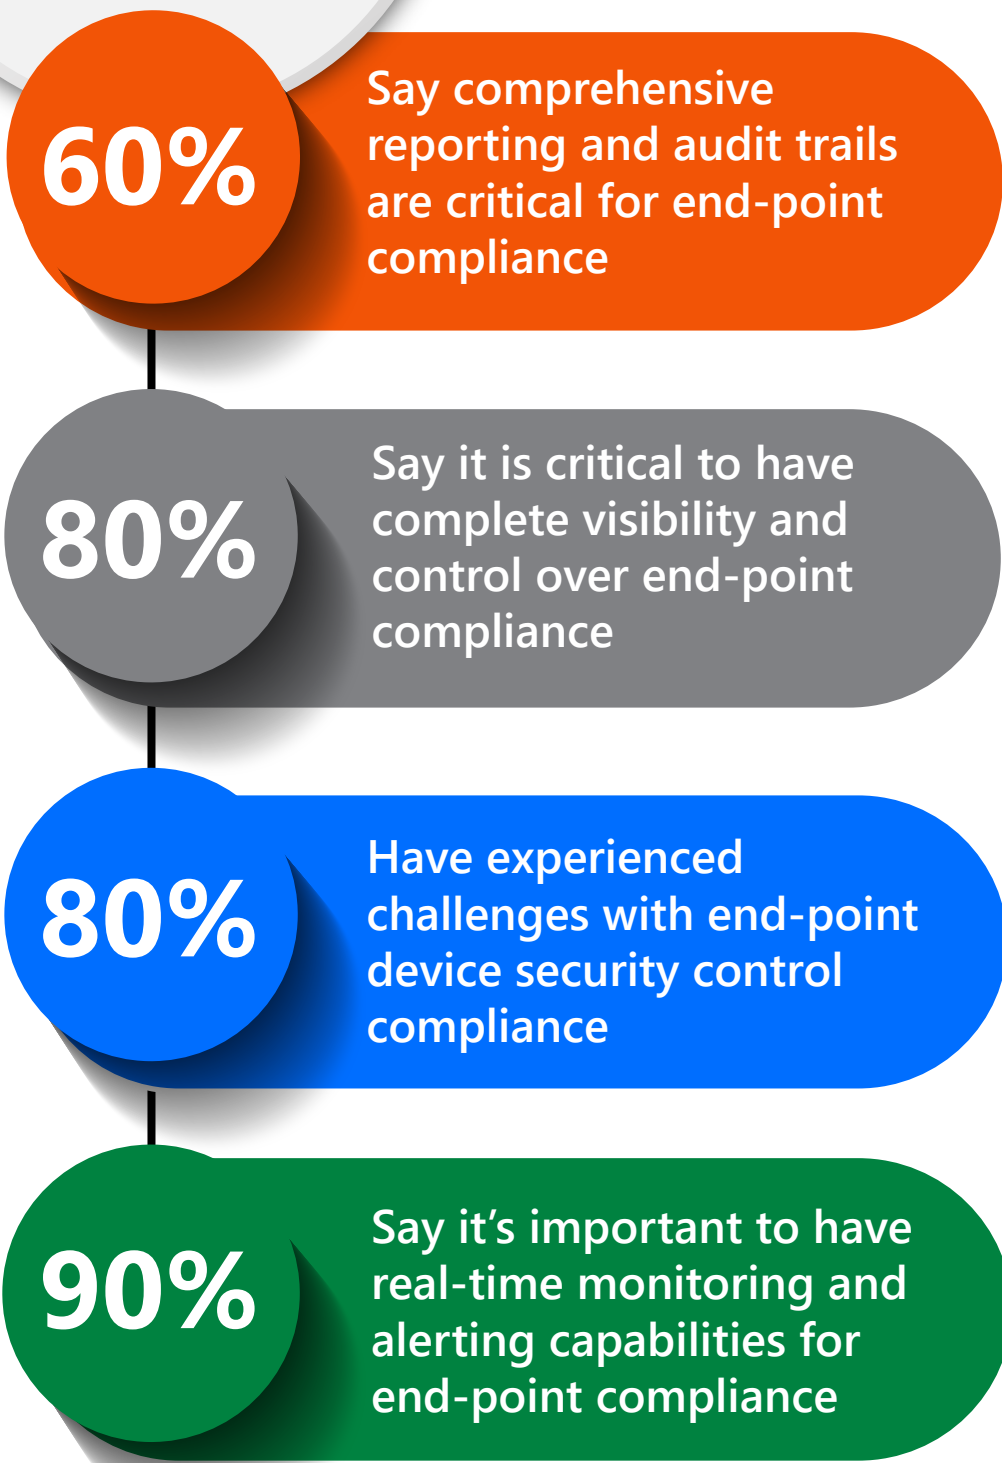 60%
Say comprehensive
reporting and audit trails
are critical for end-point
compliance
80%
Say it is critical to have
complete visibility and
control over end-point
compliance
80%
Have experienced
challenges with end-point
device security control
compliance
90%
Say it’s important to have
real-time monitoring and
alerting capabilities for
end-point compliance